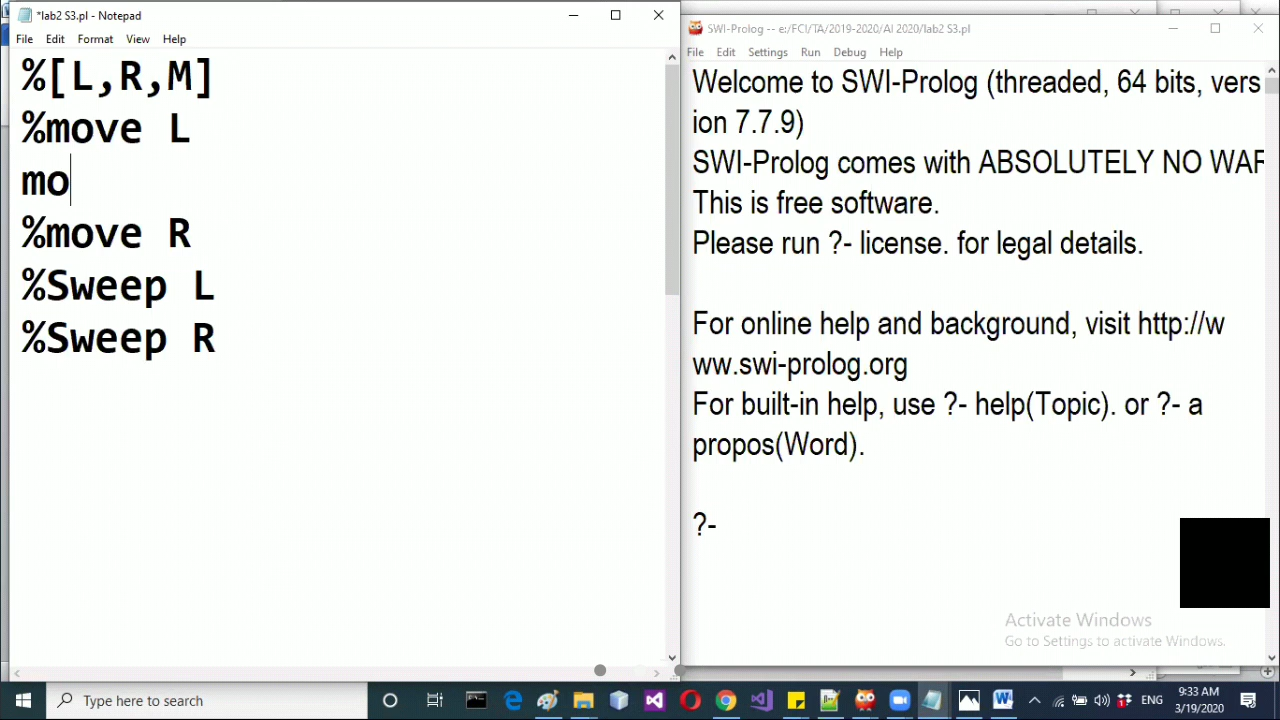 *lab2 S3.pl - Notepad
File Edit Format View Help
%[L,R,M]
%move L
mo
%move R
%Sweep L
%Sweep R
SWI-Prolog -- e:/FCI/TA/2019-2020/AI 2020/lab2 S3.pl
File Edit Settings Run Debug Help
Welcome to SWI-Prolog (threaded, 64 bits, vers
ion 7.7.9)
SWI-Prolog comes with ABSOLUTELY NO WAR
This is free software.
Please run ?- license. for legal details.
For online help and background, visit http://w
ww.swi-prolog.org
For built-in help, use ?- help(Topic). or ?- a
propos(Word).
?-
Activate Windows
Go to Settings to activate Windows.
Type here to search
ENG
9:33 AM
3/19/2020